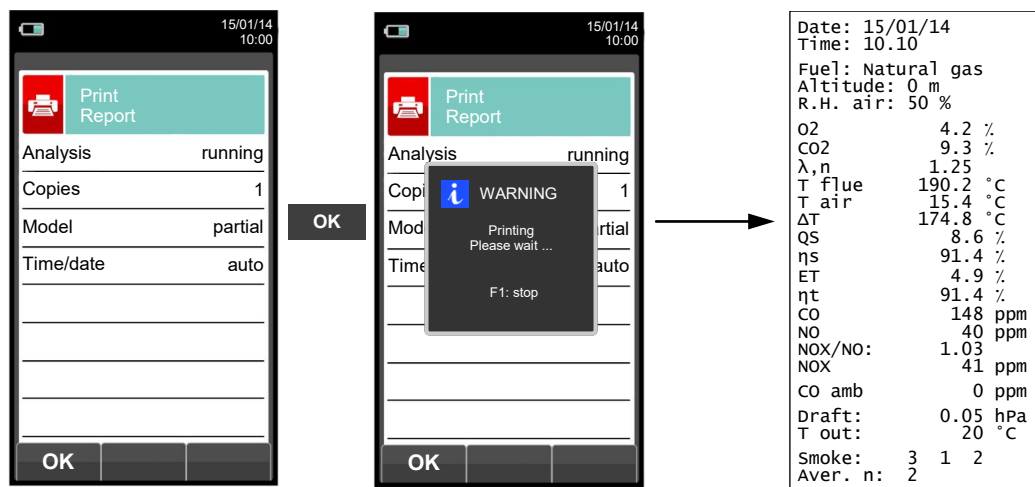 15/01/14
10:00
Print
Report
Analysis running
Copies 1
Model partial
Time/date auto
OK
OK
15/01/14
10:00
Print
Report
Analysis running
Copi 1
Mod rtial
Time auto
i WARNING
Printing
Please wait ...
F1: stop
OK
Date: 15/01/14
Time: 10.10
Fuel: Natural gas
Altitude: 0 m
R.H. air: 50 %
O2 4.2 %
CO2 9.3 %
λ,n 1.25
T flue 190.2 °C
T air 15.4 °C
ΔT 174.8 °C
QS 8.6 %
ηs 91.4 %
ET 4.9 %
ηt 91.4 %
CO 148 ppm
NO 40 ppm
NOX/NO: 1.03
NOX 41 ppm
CO amb 0 ppm
Draft: 0.05 hPa
T out: 20 °C
Smoke: 3 1 2
Aver. n: 2